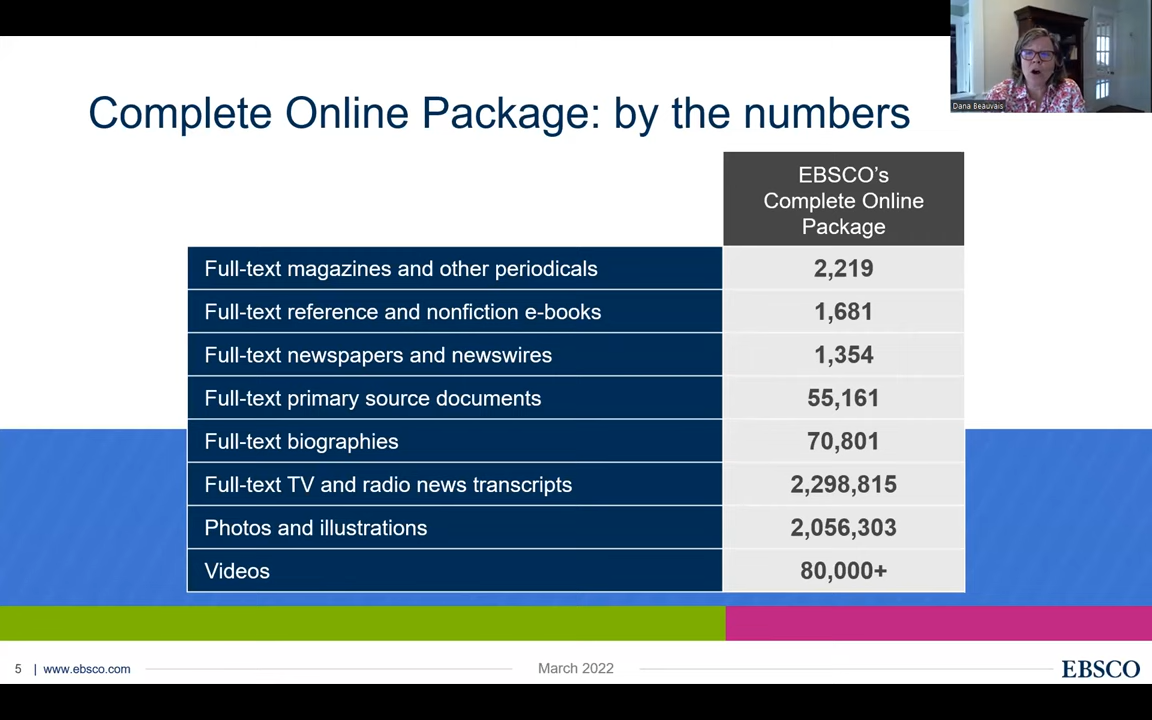 Dana Beauvais
Complete Online Package: by the numbers
EBSCO's
Complete Online
Package
Full-text magazines and other periodicals 2,219
Full-text reference and nonfiction e-books 1,681
Full-text newspapers and newswires 1,354
Full-text primary source documents 55,161
Full-text biographies 70,801
Full-text TV and radio news transcripts 2,298,815
Photos and illustrations 2,056,303
Videos 80,000+
5 | www.ebsco.com March 2022 EBSCO